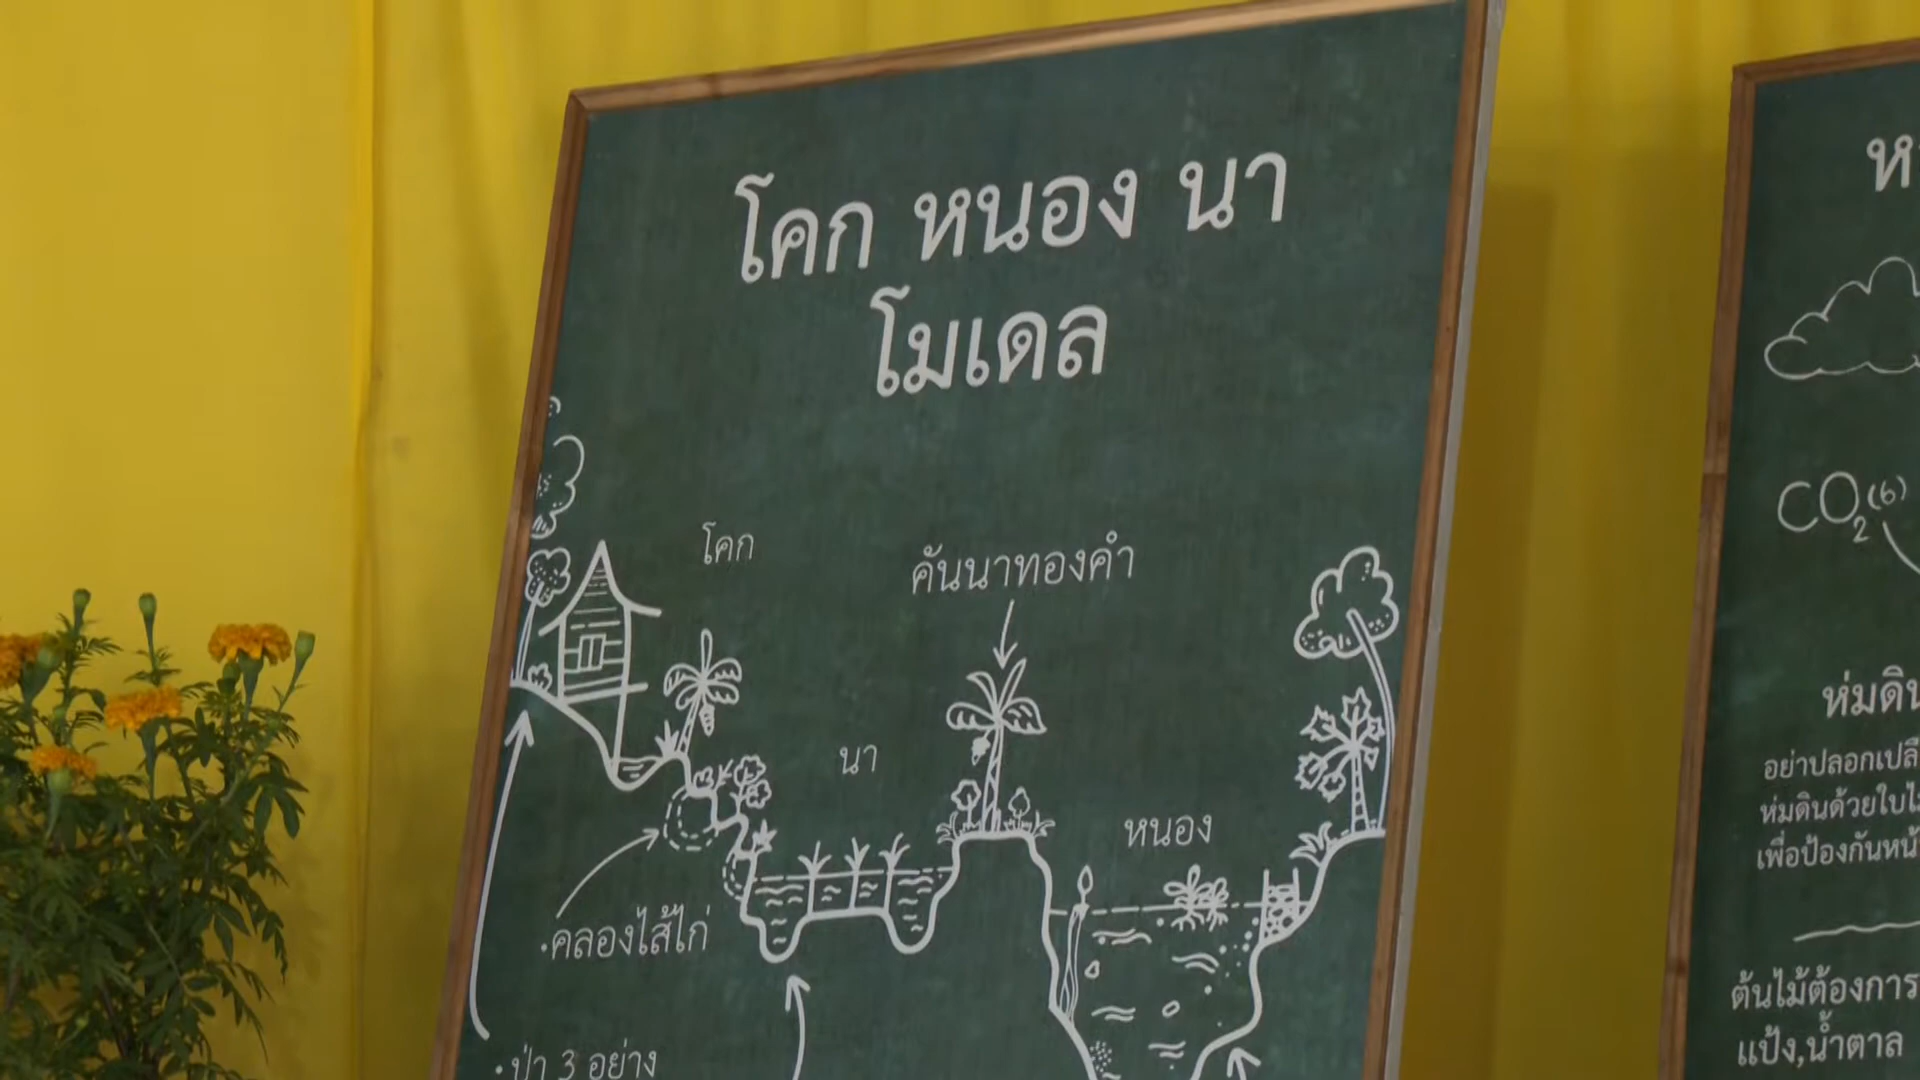 โคก หนอง นา
โมเดล
โคก
คันนาทองคำ
นา
หนอง
·คลองไส้ไก่
·ป่า 3 อย่าง
CO₂(6)
ห่มดิน
อย่าปลอกเปลื
ห่มดินด้วยใบไ
เพื่อป้องกันหน้
ต้นไม้ต้องการ
แป้ง,น้ำตาล